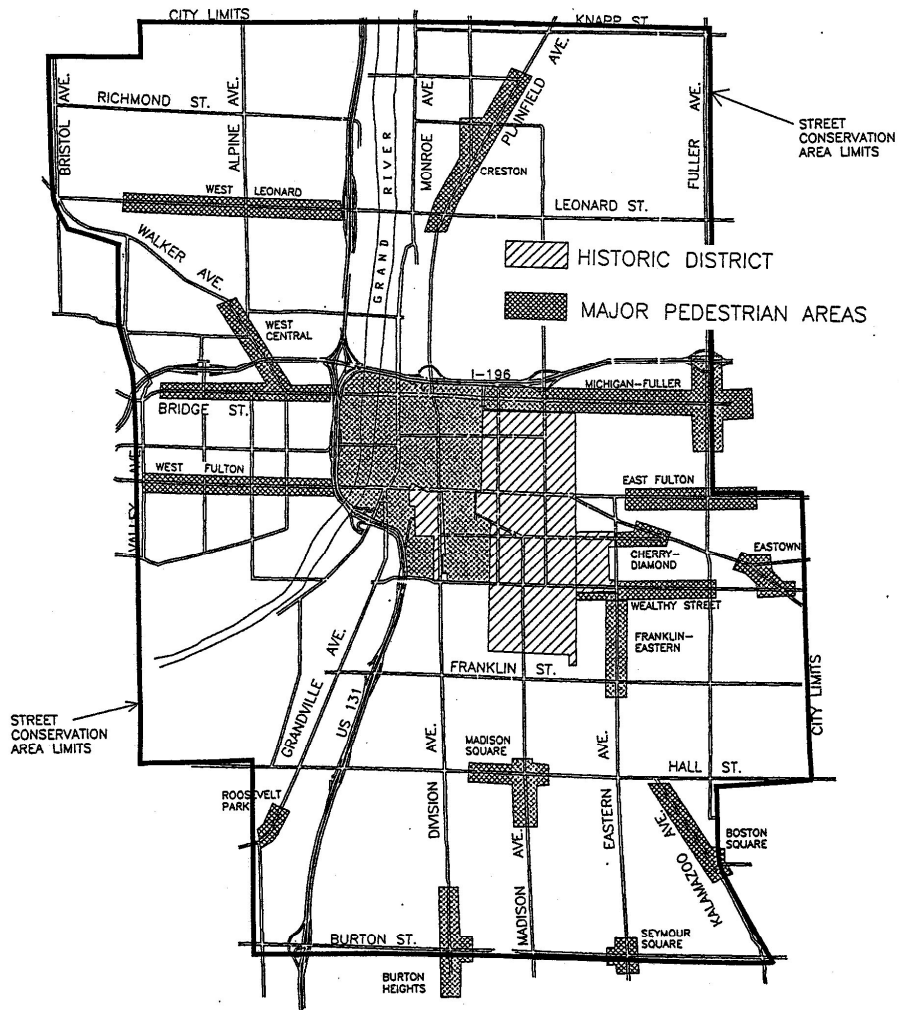 CITY LIMITS
KNAPP ST.
BRISTOL AVE.
RICHMOND ST.
ALPINE AVE.
GRAND RIVER
MONROE AVE
PLAINFIELD AVE.
FULLER AVE.
STREET
CONSERVATION
AREA LIMITS
CRESTON
WEST LEONARD
LEONARD ST.
WALKER AVE.
HISTORIC DISTRICT
MAJOR PEDESTRIAN AREAS
WEST
CENTRAL
I-196
MICHIGAN-FULLER
BRIDGE ST.
VALLEY AVE
WEST FULTON
EAST FULTON
CHERRY-
DIAMOND
EASTOWN
WEALTHY STREET
FRANKLIN-
EASTERN
GRANDVILLE AVE.
US 131
FRANKLIN ST.
CITY LIMITS
STREET
CONSERVATION
AREA LIMITS
MADISON
SQUARE
HALL ST.
ROOSEVELT
PARK
DIVISION AVE.
MADISON AVE.
EASTERN AVE.
KALAMAZOO AVE.
BOSTON
SQUARE
BURTON ST.
SEYMOUR
SQUARE
BURTON
HEIGHTS